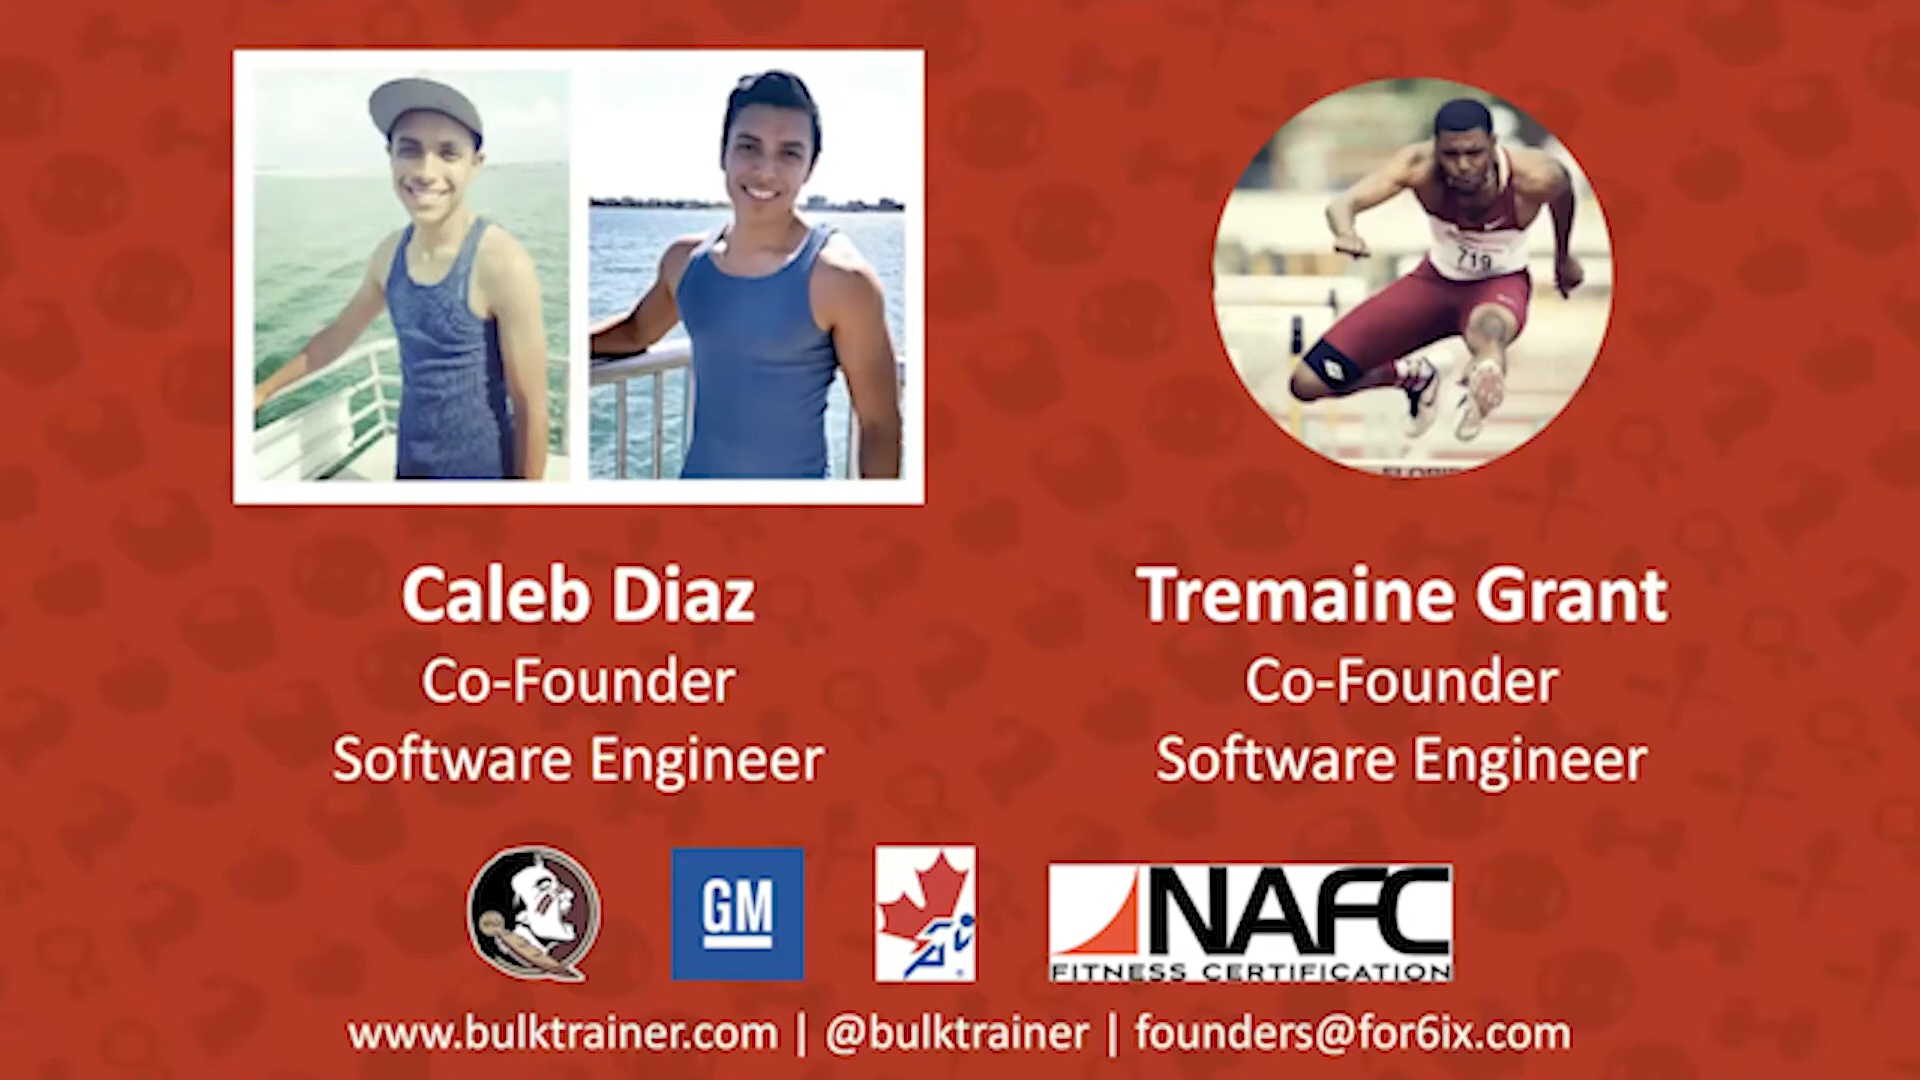 719
Caleb Diaz
Co-Founder
Software Engineer
Tremaine Grant
Co-Founder
Software Engineer
GM
NAFC
FITNESS CERTIFICATION
www.bulktrainer.com | @bulktrainer | founders@for6ix.com